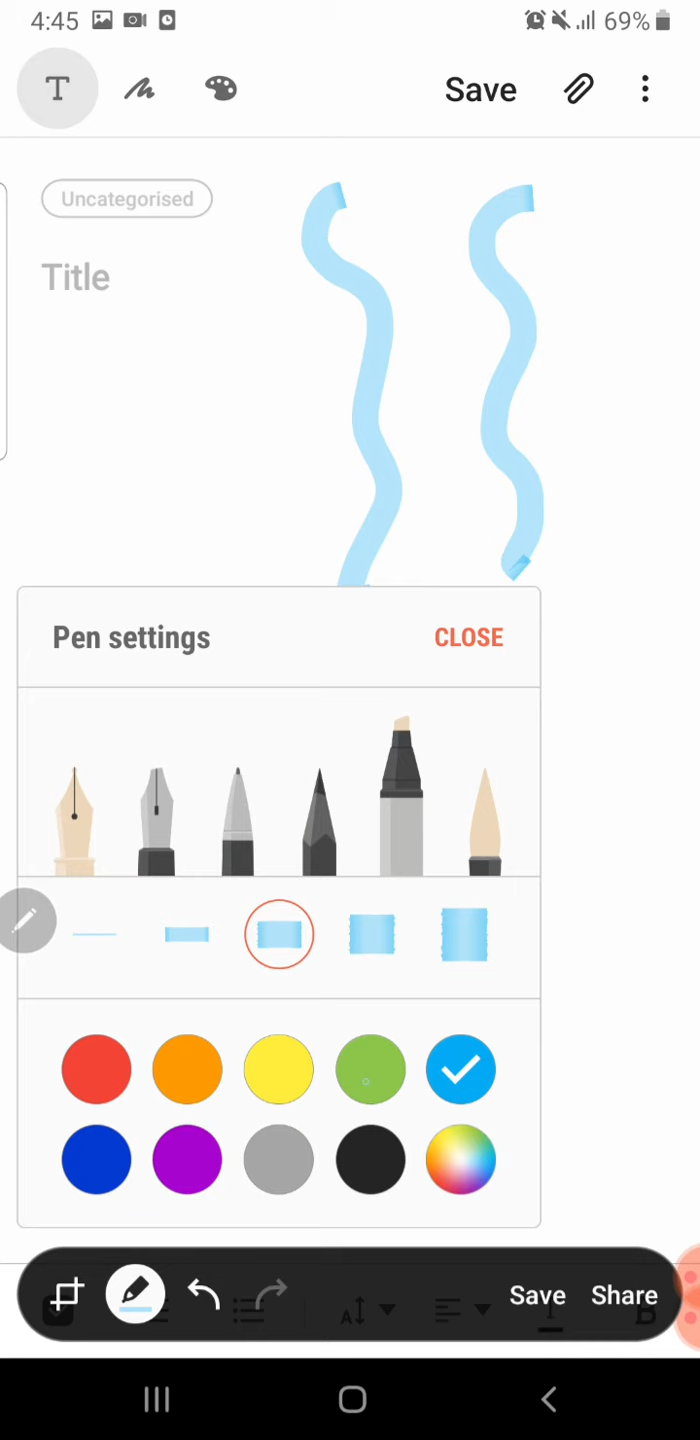 4:45 69%
T Save
Uncategorised
Title
Pen settings CLOSE
Save Share
A T B